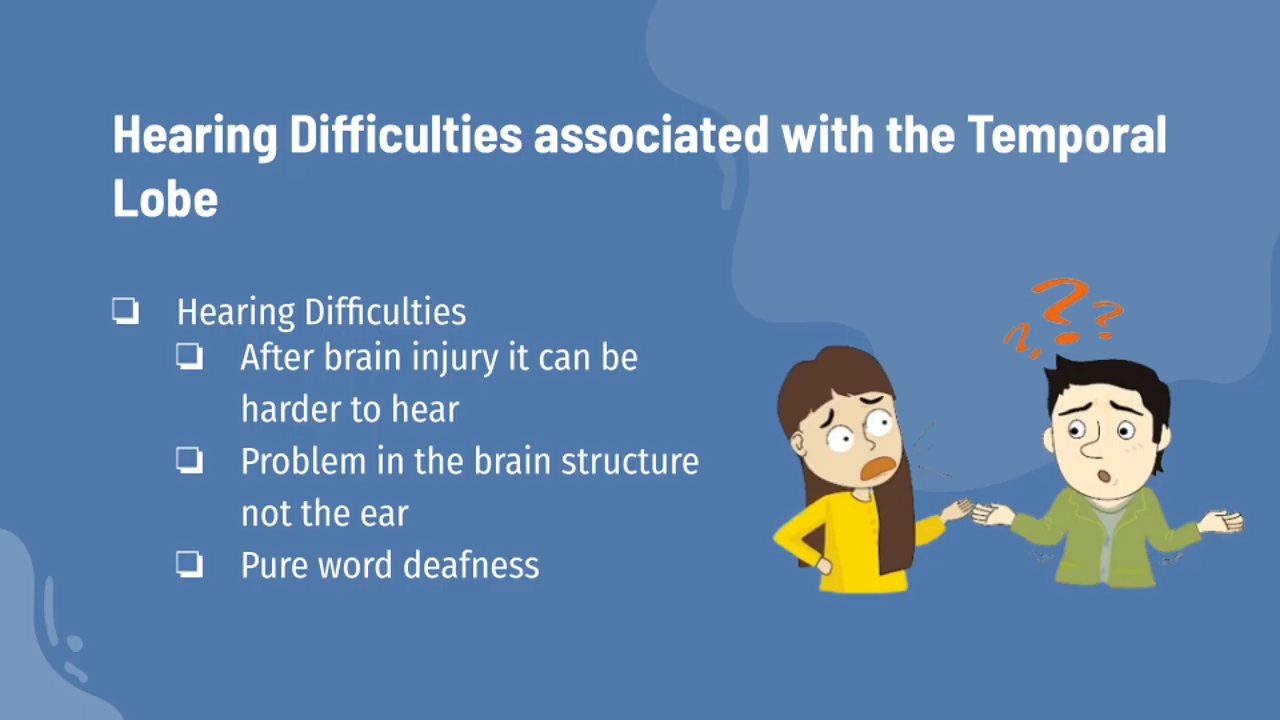 Hearing Difficulties associated with the Temporal
Lobe
❏ Hearing Difficulties
❏ After brain injury it can be
harder to hear
❏ Problem in the brain structure
not the ear
❏ Pure word deafness
???